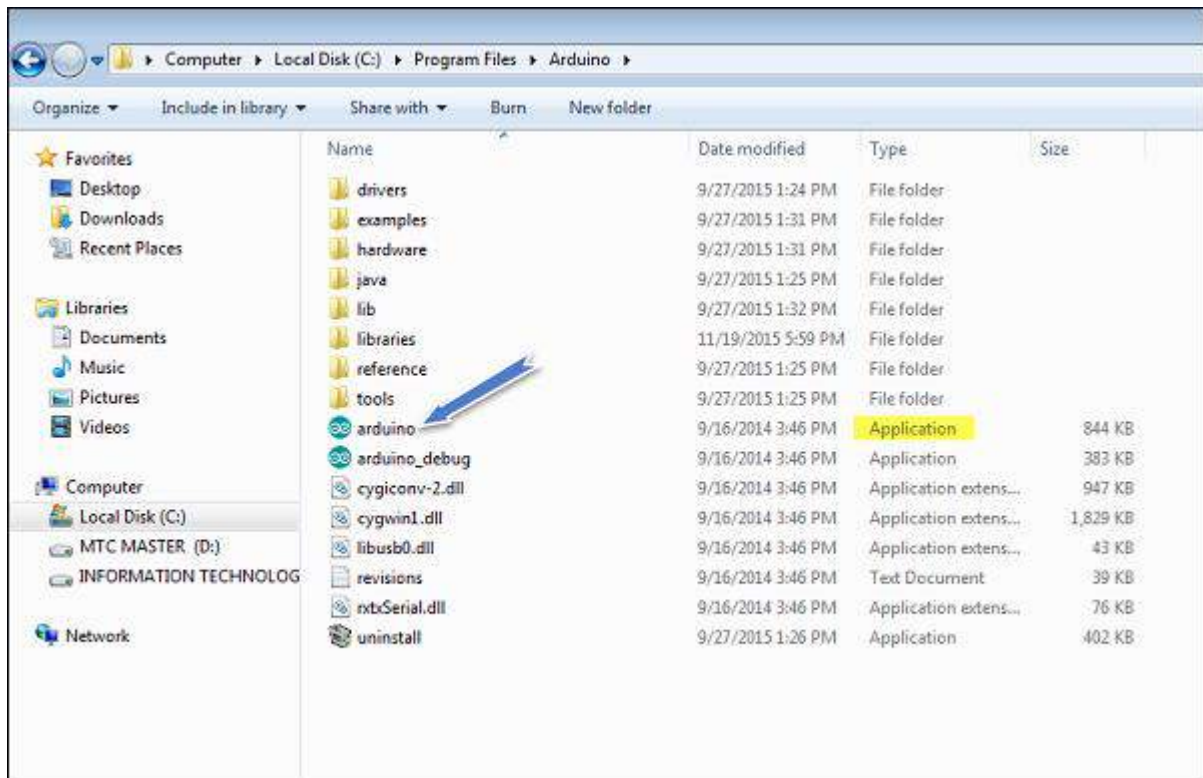 Computer Local Disk (C:) Program Files Arduino
Organize Include in library Share with Burn New folder
Favorites
Desktop
Downloads
Recent Places
Libraries
Documents
Music
Pictures
Videos
Computer
Local Disk (C:)
MTC MASTER (D:)
INFORMATION TECHNOLOG
Network
Name Date modified Type Size
drivers 9/27/2015 1:24 PM File folder
examples 9/27/2015 1:31 PM File folder
hardware 9/27/2015 1:31 PM File folder
java 9/27/2015 1:25 PM File folder
lib 9/27/2015 1:32 PM File folder
libraries 11/19/2015 5:59 PM File folder
reference 9/27/2015 1:25 PM File folder
tools 9/27/2015 1:25 PM File folder
arduino 9/16/2014 3:46 PM Application 844 KB
arduino_debug 9/16/2014 3:46 PM Application 383 KB
cygiconv-2.dll 9/16/2014 3:46 PM Application extens... 947 KB
cygwin1.dll 9/16/2014 3:46 PM Application extens... 1,829 KB
libusb0.dll 9/16/2014 3:46 PM Application extens... 43 KB
revisions 9/16/2014 3:46 PM Text Document 39 KB
rxtxSerial.dll 9/16/2014 3:46 PM Application extens... 76 KB
uninstall 9/27/2015 1:26 PM Application 402 KB